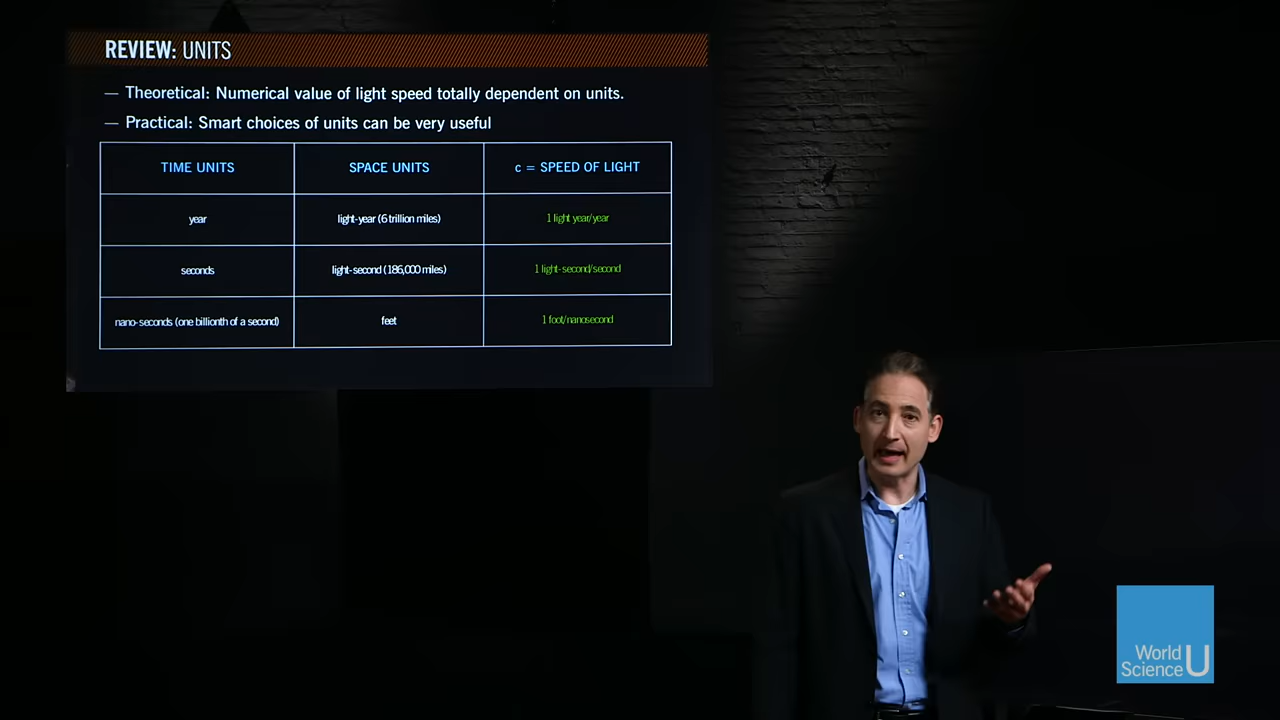 REVIEW: UNITS
— Theoretical: Numerical value of light speed totally dependent on units.
— Practical: Smart choices of units can be very useful
TIME UNITS SPACE UNITS c = SPEED OF LIGHT
year light-year (6 trillion miles) 1 light year/year
seconds light-second (186,000 miles) 1 light-second/second
nano-seconds (one billionth of a second) feet 1 foot/nanosecond
World
Science U